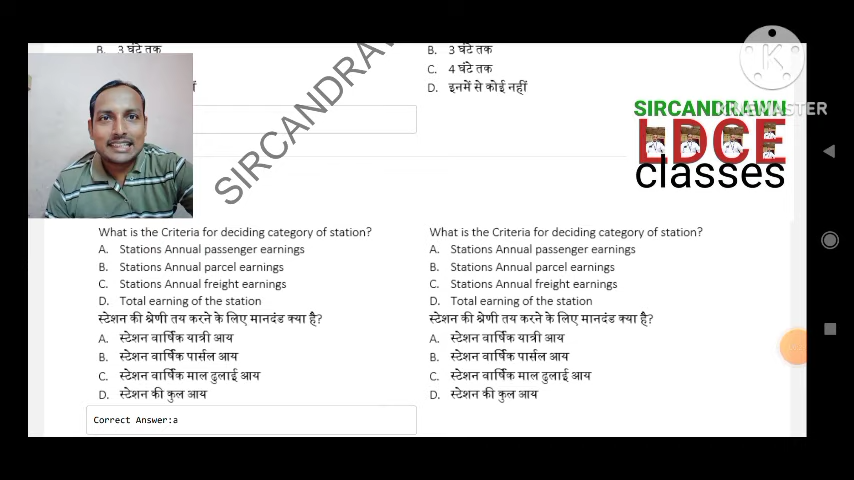 B. 3 घंटे तक
B. 3 घंटे तक
C. 4 घंटे तक
D. इनमें से कोई नहीं
SIRCANDRAW
SIRCANDRAWN
LDCE
classes
KINEMASTER
What is the Criteria for deciding category of station?
A. Stations Annual passenger earnings
B. Stations Annual parcel earnings
C. Stations Annual freight earnings
D. Total earning of the station
स्टेशन की श्रेणी तय करने के लिए मानदंड क्या है?
A. स्टेशन वार्षिक यात्री आय
B. स्टेशन वार्षिक पार्सल आय
C. स्टेशन वार्षिक माल ढुलाई आय
D. स्टेशन की कुल आय
Correct Answer:a
What is the Criteria for deciding category of station?
A. Stations Annual passenger earnings
B. Stations Annual parcel earnings
C. Stations Annual freight earnings
D. Total earning of the station
स्टेशन की श्रेणी तय करने के लिए मानदंड क्या है?
A. स्टेशन वार्षिक यात्री आय
B. स्टेशन वार्षिक पार्सल आय
C. स्टेशन वार्षिक माल ढुलाई आय
D. स्टेशन की कुल आय